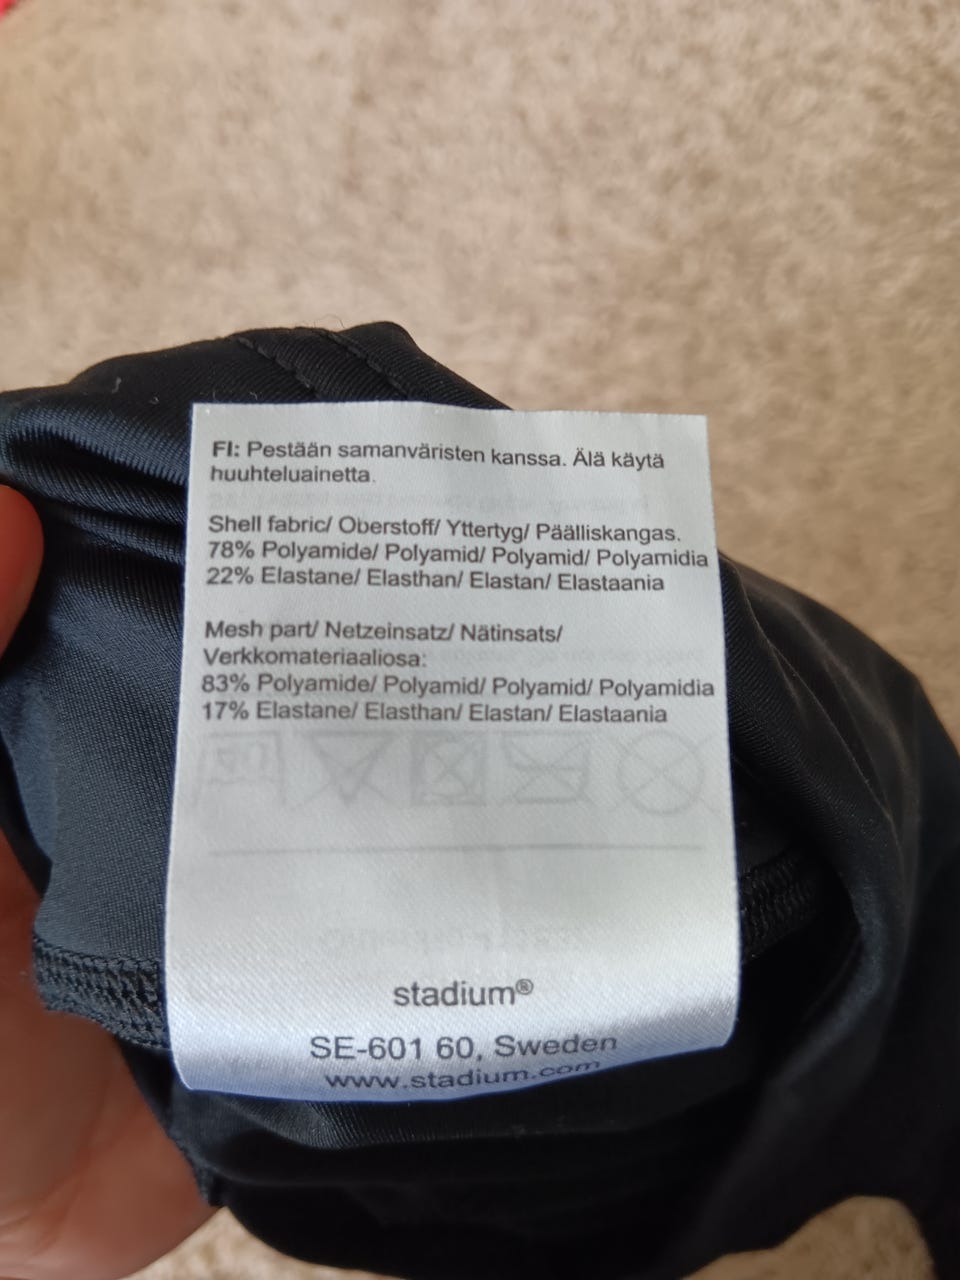 FI: Pestään samanväristen kanssa. Älä käytä
huuhteluainetta.
Shell fabric/ Oberstoff/ Yttertyg/ Päälliskangas.
78% Polyamide/ Polyamid/ Polyamid/ Polyamidia
22% Elastane/ Elasthan/ Elastan/ Elastaania
Mesh part/ Netzeinsatz/ Nätinsats/
Verkkomateriaaliosa:
83% Polyamide/ Polyamid/ Polyamid/ Polyamidia
17% Elastane/ Elasthan/ Elastan/ Elastaania
stadium®
SE-601 60, Sweden
www.stadium.com